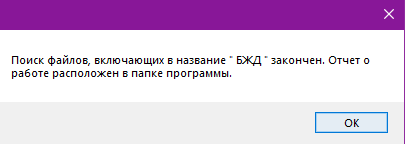 Поиск файлов, включающих в название " БЖД " закончен. Отчет о
работе расположен в папке программы.
OK